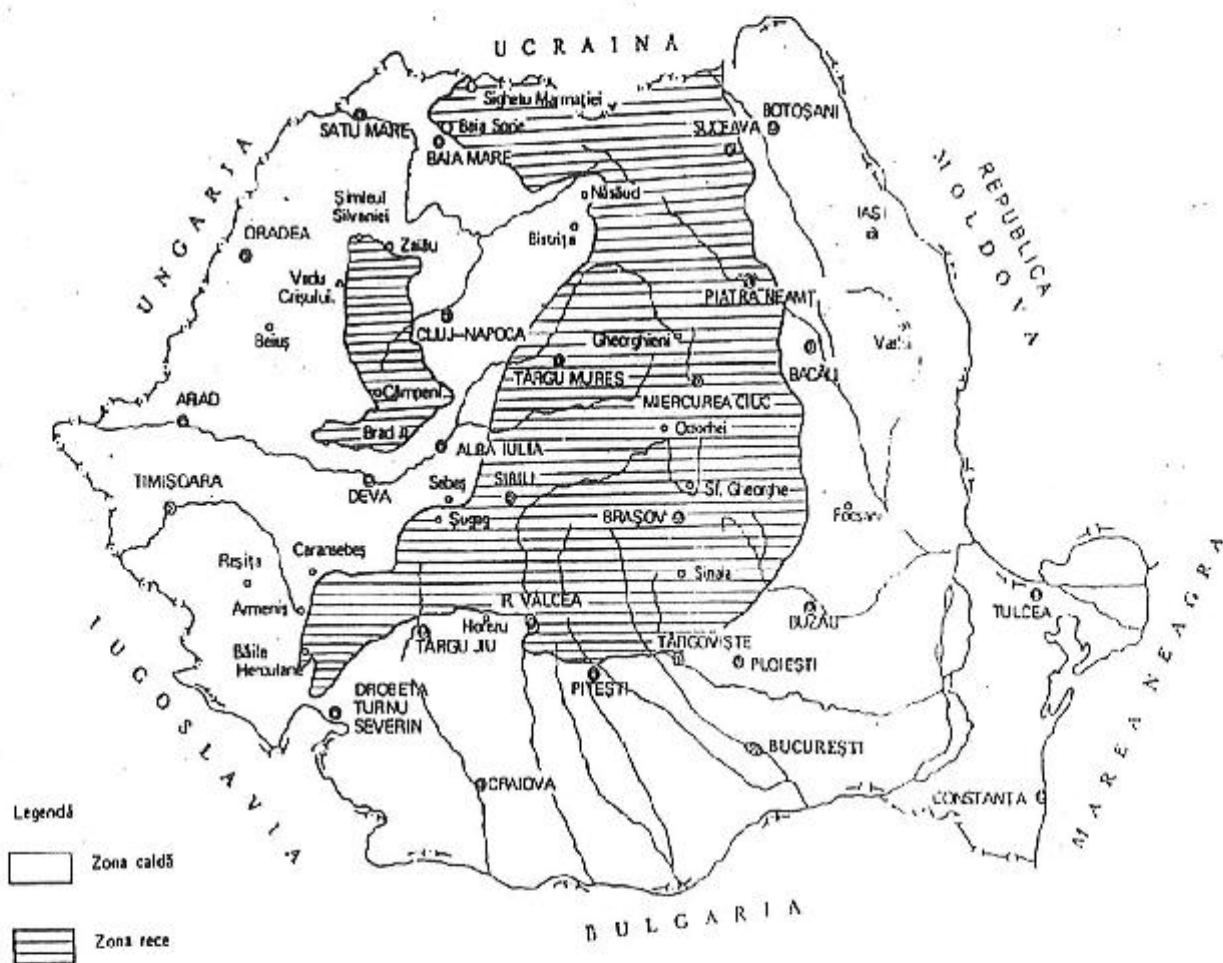 UCRAINA
Sighetu Marmației
BOTOȘANI
SATU MARE
Baia Sprie
SUCEAVA
BAIA MARE
REPUBLICA
MOLDOVA
UNGARIA
Șimleul
Silvaniei
Năsăud
IAȘI
ORADEA
Zalău
Bistrița
Vadu
Crișului
PIATRA NEAMȚ
CLUJ-NAPOCA
Gheorghieni
Beiuș
BACĂU
TÂRGU MUREȘ
Câmpeni
MIERCUREA CIUC
ARAD
Brad
Odorhei
ALBA IULIA
TIMIȘOARA
DEVA
Sebeș
SIBIU
Sf. Gheorghe
Șugag
BRAȘOV
Focșani
Reșița
Caransebeș
Sinaia
MAREA NEAGRĂ
Armeniș
R. VÂLCEA
BUZĂU
TULCEA
IUGOSLAVIA
Horezu
TÂRGU JIU
TÂRGOVIȘTE
Băile
Herculane
PLOIEȘTI
PITEȘTI
DROBETA
TURNU
SEVERIN
BUCUREȘTI
CRAIOVA
CONSTANȚA
Legendă
Zona caldă
BULGARIA
Zona rece